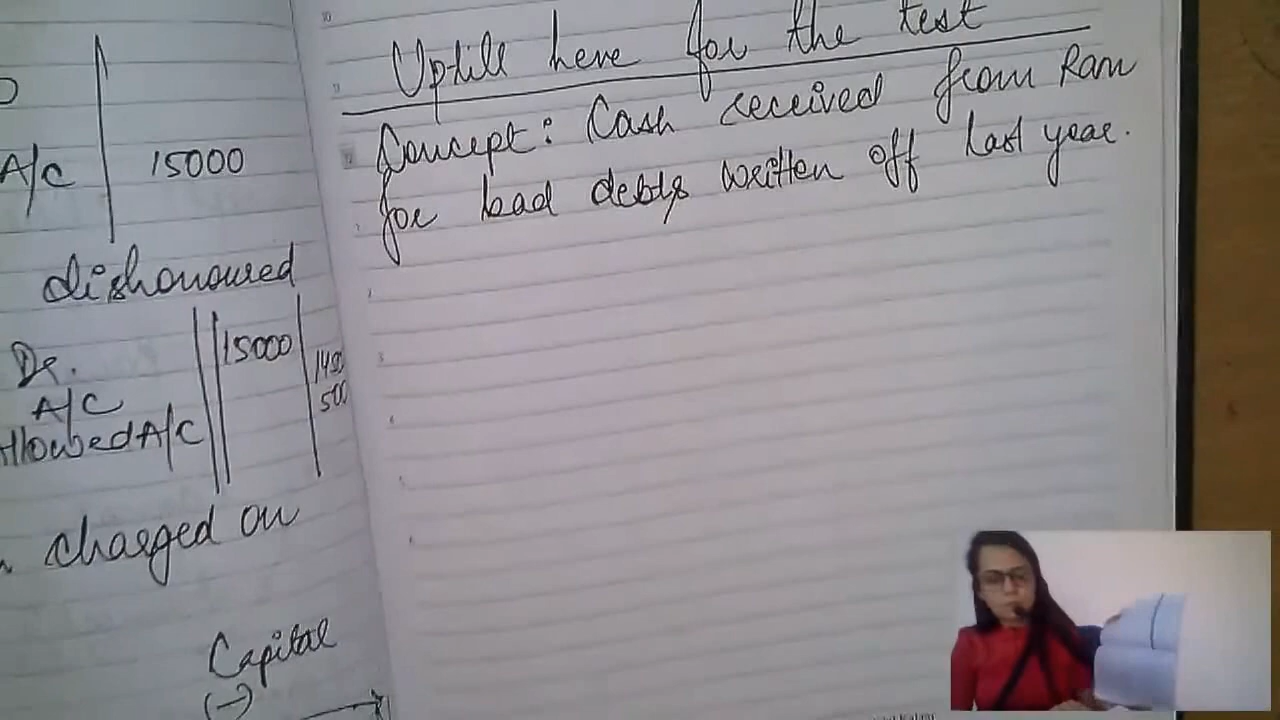 A/C 15000
dishonoured
Dr. 15000
A/C
Allowed A/C
charged on
Capital
(-)
Uptill here for the test
Concept: Cash received from Ram
for bad debts written off last year.